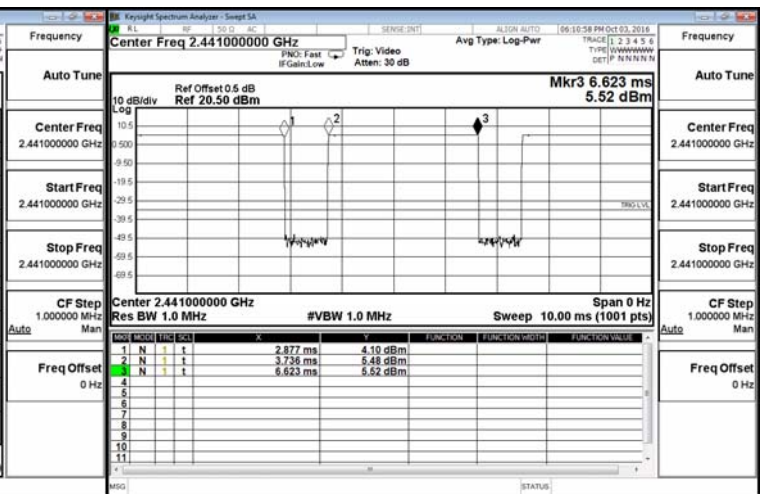 Keysight Spectrum Analyzer - Swept SA
RL RF 50 Ω AC SENSE:INT ALIGN AUTO 06:10:58 PM Oct 03, 2016
Center Freq 2.441000000 GHz
PNO: Fast
IFGain:Low
Trig: Video
Atten: 30 dB
Avg Type: Log-Pwr
TRACE 1 2 3 4 5 6
TYPE WWWWWW
DET P N N N N N
Ref Offset 0.5 dB
10 dB/div Ref 20.50 dBm
Log
Mkr3 6.623 ms
5.52 dBm
10.5
0.500
-9.50
-19.5
-29.5
-39.5
-49.5
-59.5
-69.5
1
2
3
TRIG LVL
Center 2.441000000 GHz Span 0 Hz
Res BW 1.0 MHz #VBW 1.0 MHz Sweep 10.00 ms (1001 pts)
MKR MODE TRC SCL X Y FUNCTION FUNCTION WIDTH FUNCTION VALUE
1 N 1 t 2.877 ms 4.10 dBm
2 N 1 t 3.736 ms 5.48 dBm
3 N 1 t 6.623 ms 5.52 dBm
4
5
6
7
8
9
10
11
MSG STATUS
Frequency
Auto Tune
Center Freq
2.441000000 GHz
Start Freq
2.441000000 GHz
Stop Freq
2.441000000 GHz
CF Step
1.000000 MHz
Auto Man
Freq Offset
0 Hz
Frequency
Auto Tune
Center Freq
2.441000000 GHz
Start Freq
2.441000000 GHz
Stop Freq
2.441000000 GHz
CF Step
1.000000 MHz
Auto Man
Freq Offset
0 Hz